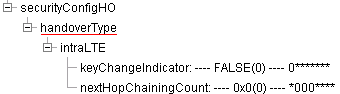 securityConfigHO
handoverType
intraLTE
keyChangeIndicator: ---- FALSE(0) ---- 0*******
nextHopChainingCount: ---- 0x0(0) ---- *000****